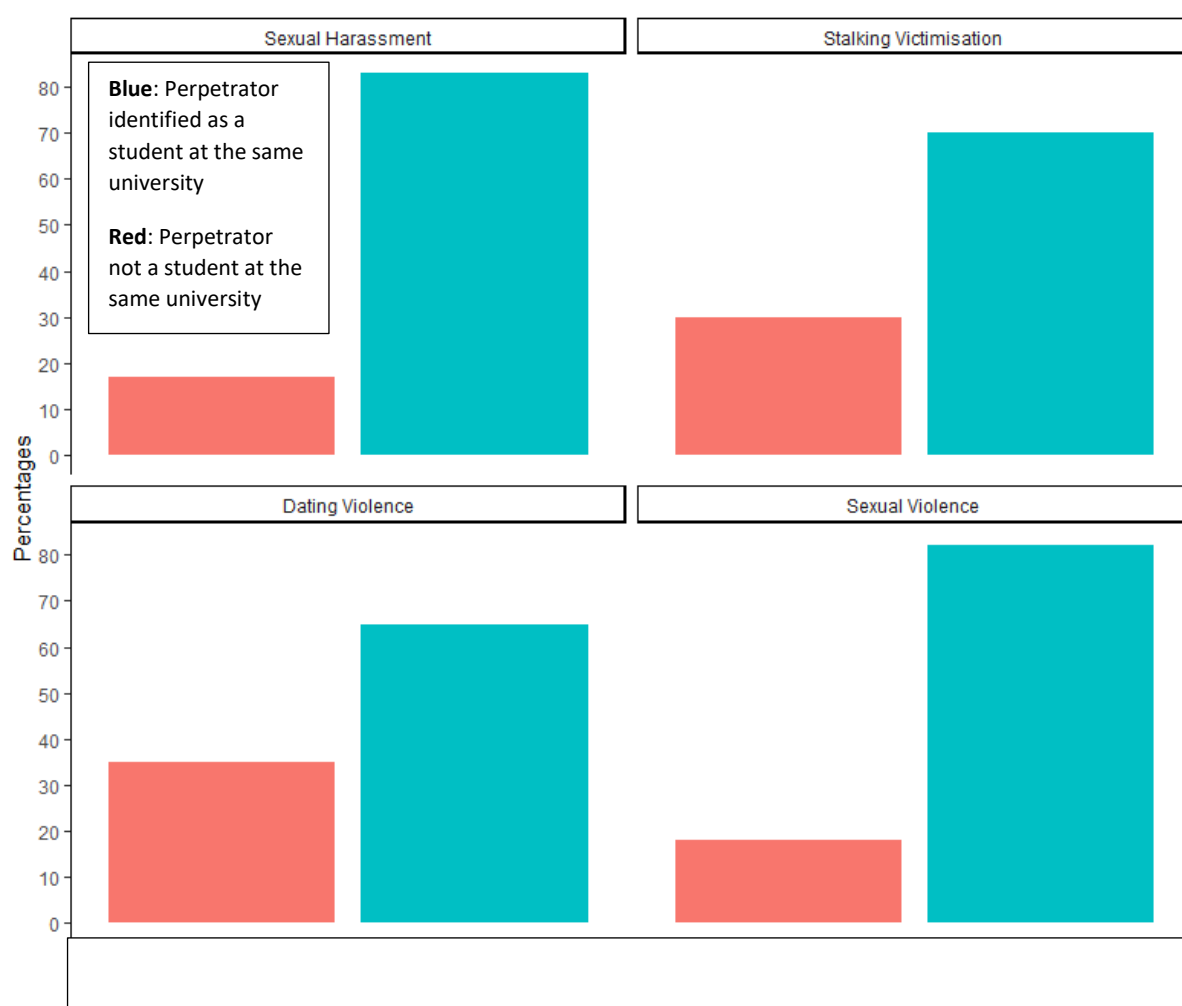 Sexual Harassment
Stalking Victimisation
Blue: Perpetrator
identified as a
student at the same
university
Red: Perpetrator
not a student at the
same university
80
70
60
50
40
30
20
10
0
Percentages
Dating Violence
Sexual Violence
80
70
60
50
40
30
20
10
0